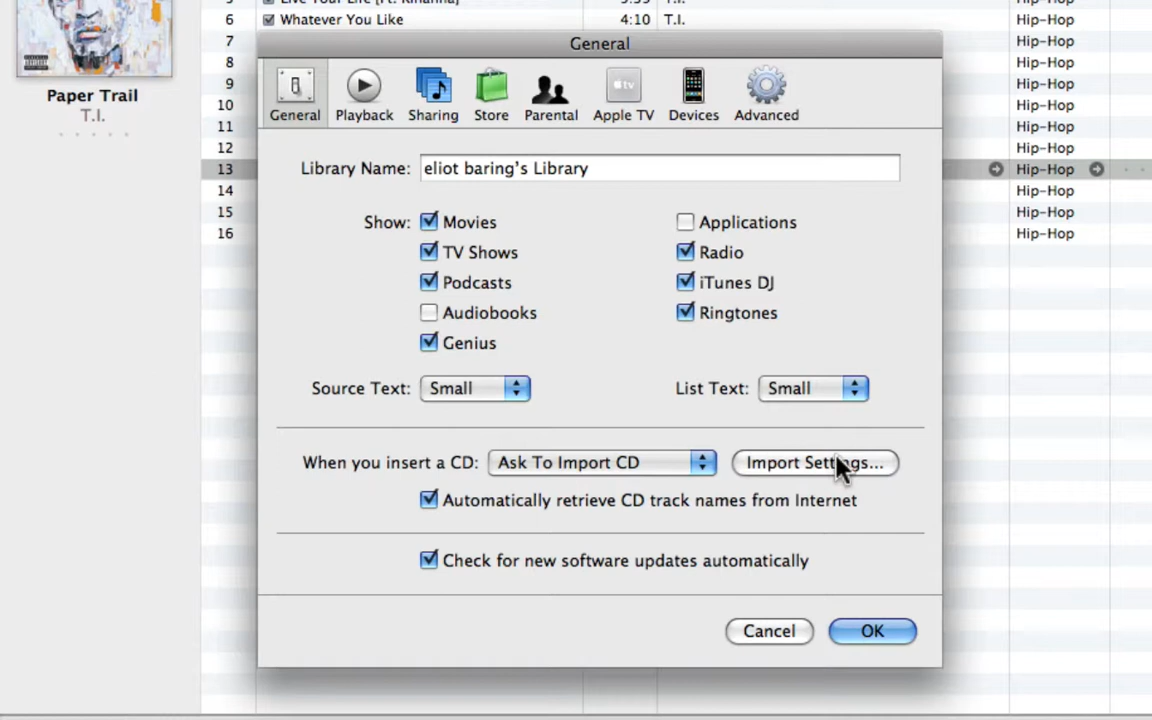 6 Whatever You Like 4:10 T.I.
General
7 Hip-Hop
8 Hip-Hop
9 Hip-Hop
10 Hip-Hop
11 Hip-Hop
12 Hip-Hop
13 Hip-Hop
14 Hip-Hop
15 Hip-Hop
16 Hip-Hop
Paper Trail
T.I.
General Playback Sharing Store Parental Apple TV Devices Advanced
Library Name: eliot baring's Library
Show: Movies Applications
TV Shows Radio
Podcasts iTunes DJ
Audiobooks Ringtones
Genius
Source Text: Small List Text: Small
When you insert a CD: Ask To Import CD Import Settings...
Automatically retrieve CD track names from Internet
Check for new software updates automatically
Cancel OK